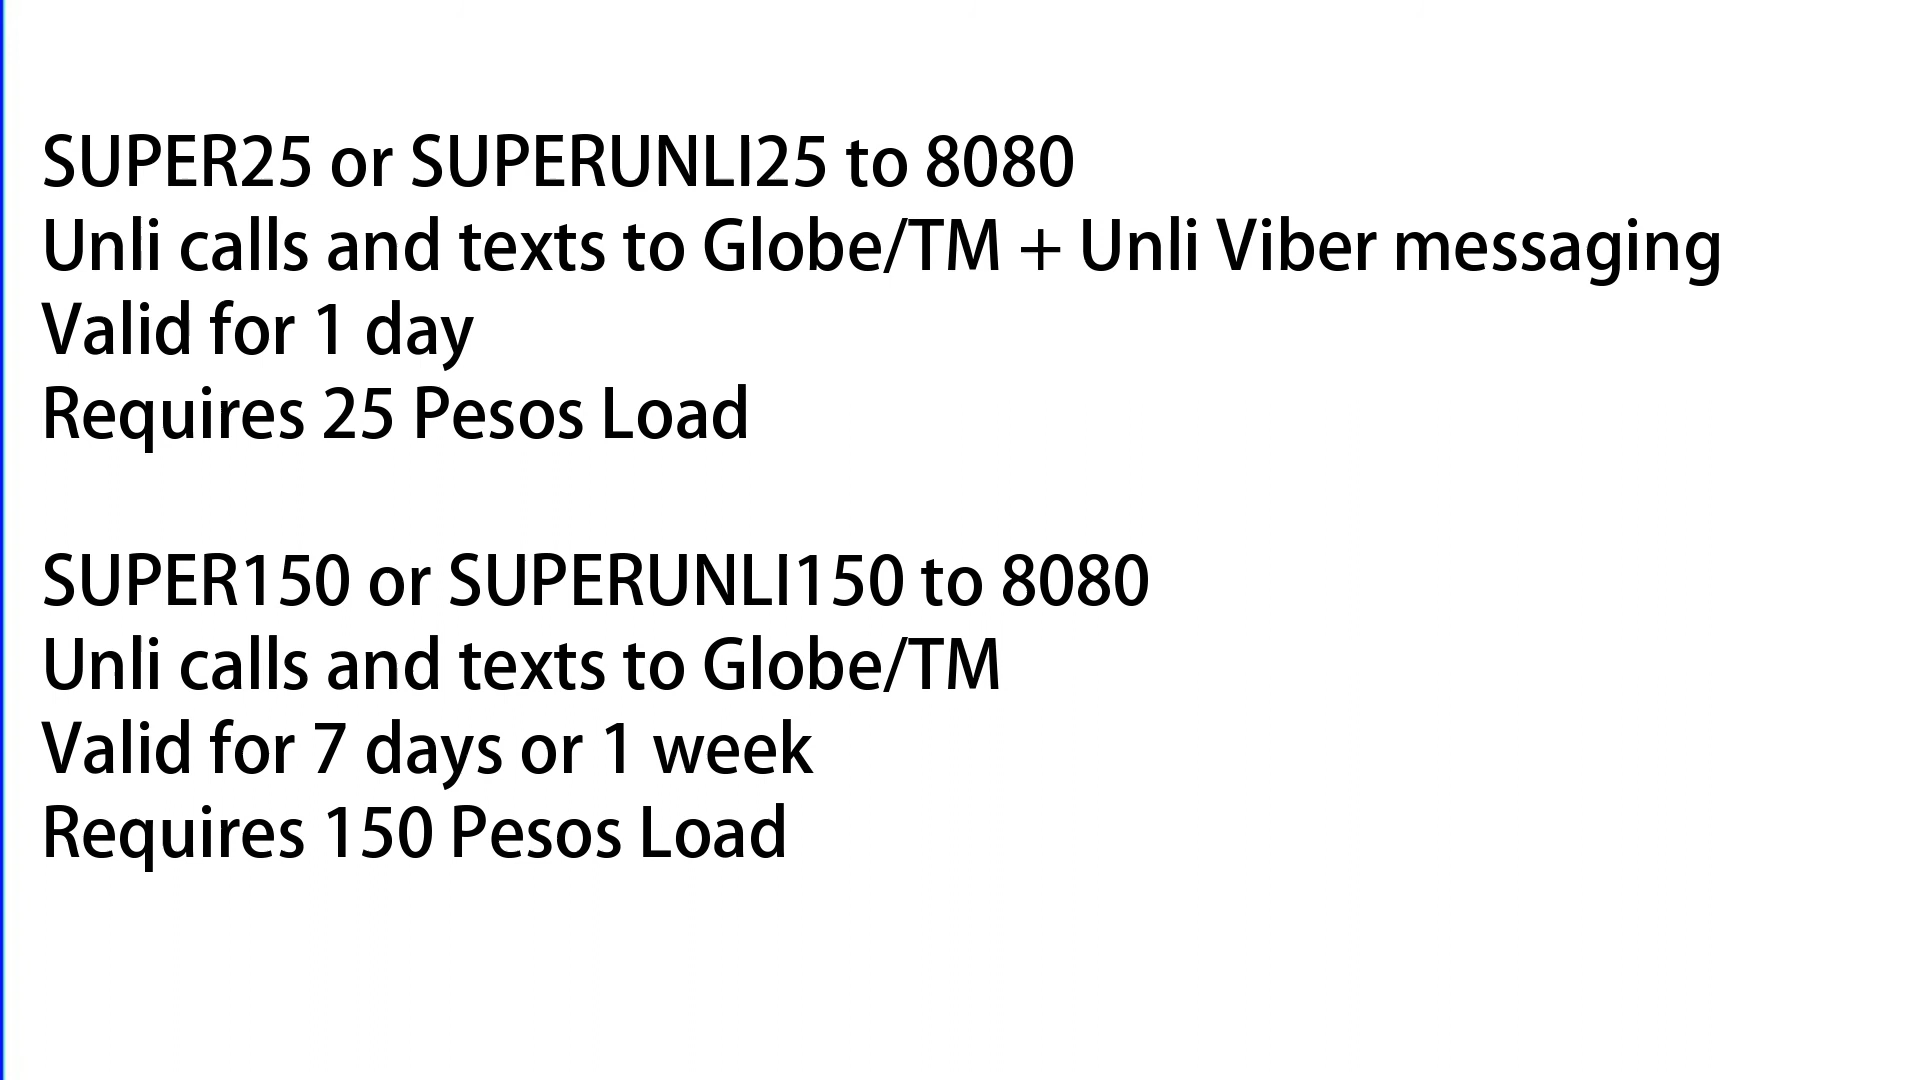 SUPER25 or SUPERUNLI25 to 8080
Unli calls and texts to Globe/TM + Unli Viber messaging
Valid for 1 day
Requires 25 Pesos Load
SUPER150 or SUPERUNLI150 to 8080
Unli calls and texts to Globe/TM
Valid for 7 days or 1 week
Requires 150 Pesos Load